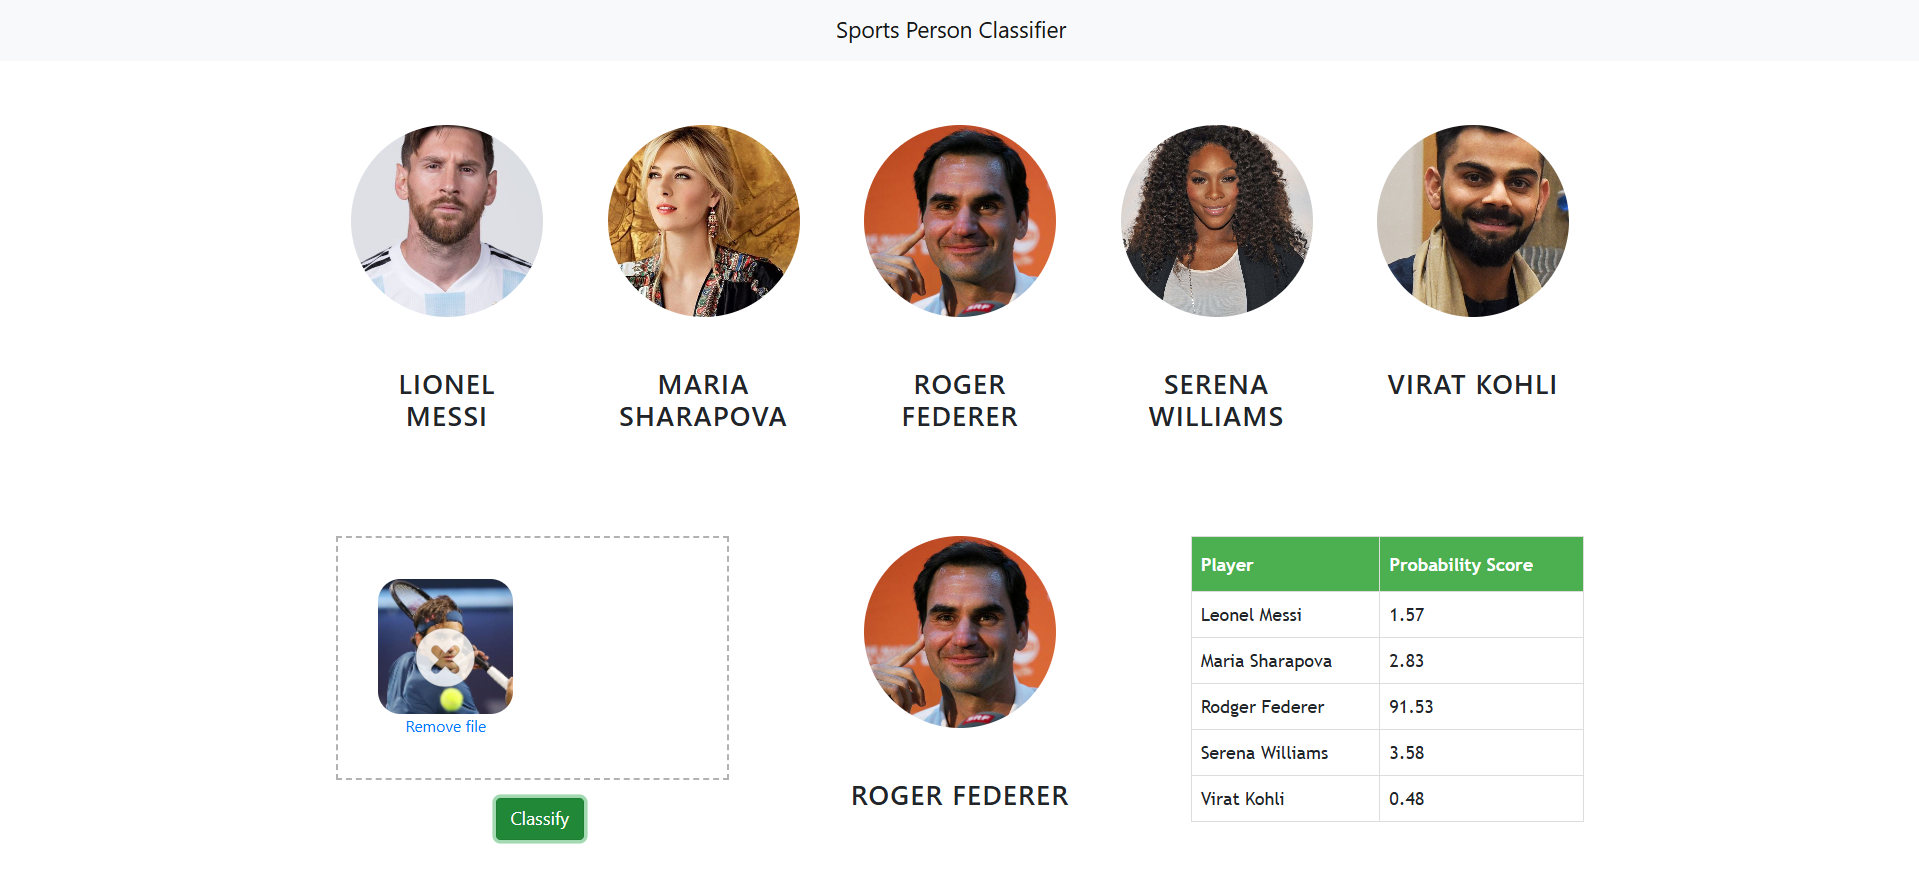 Sports Person Classifier
LIONEL
MESSI
MARIA
SHARAPOVA
ROGER
FEDERER
SERENA
WILLIAMS
VIRAT KOHLI
Remove file
Classify
ROGER FEDERER
Player Probability Score
Leonel Messi 1.57
Maria Sharapova 2.83
Rodger Federer 91.53
Serena Williams 3.58
Virat Kohli 0.48